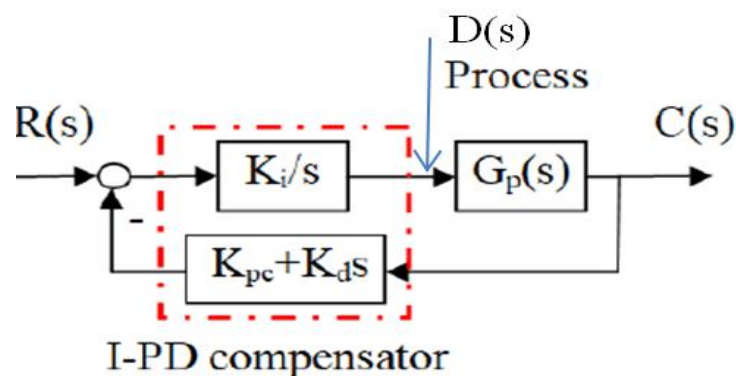 D(s)
Process
R(s)
C(s)
Kᵢ/s
Gₚ(s)
-
Kpc+Kds
I-PD compensator